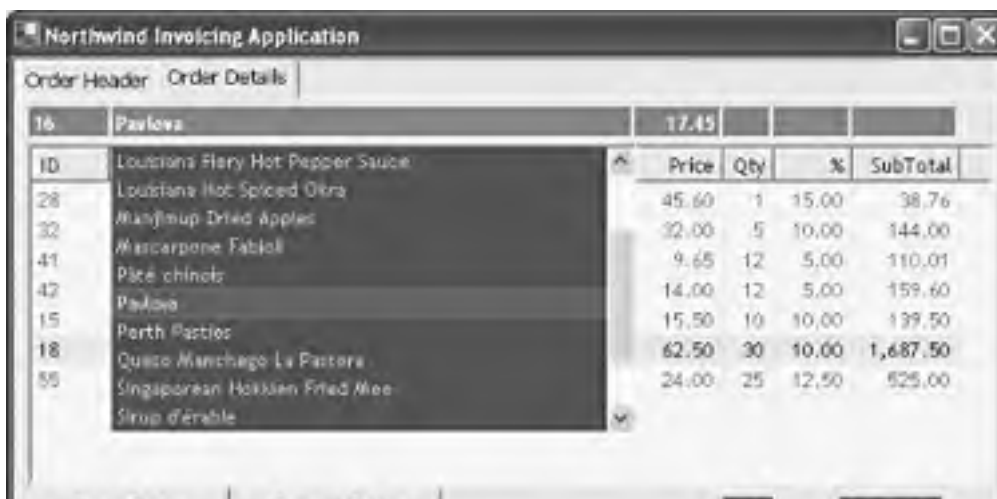 Northwind Invoicing Application
Order Header Order Details
16 Pavlova 17.45
ID Price Qty % SubTotal
Louisiana Fiery Hot Pepper Sauce
Louisiana Hot Spiced Okra
Manjimup Dried Apples
Mascarpone Fabioli
Pâté chinois
Pavlova
Perth Pasties
Queso Manchego La Pastora
Singaporean Hokkien Fried Mee
Sirop d'érable
28 45.60 1 15.00 38.76
32 32.00 5 10.00 144.00
41 9.65 12 5.00 110.01
42 14.00 12 5.00 159.60
15 15.50 10 10.00 139.50
18 62.50 30 10.00 1,687.50
55 24.00 25 12.50 525.00